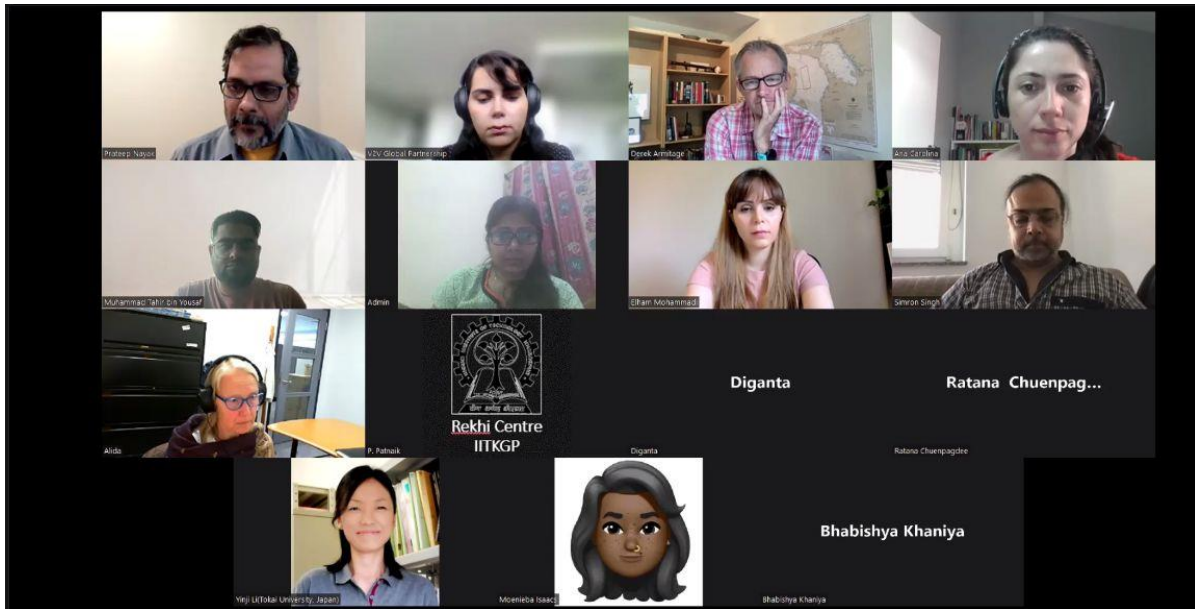 Prateep Nayak
V2V Global Partnership
Derek Armitage
Ana Carolina
Muhammad Tahir bin Yousaf
Admin
Elham Mohammadi
Simron Singh
Alida
Rekhi Centre
IITKGP
P. Patnaik
Diganta
Diganta
Ratana Chuenpag...
Ratana Chuenpagdee
Yinji Li(Tokai University, Japan)
Moenieba Isaacs
Bhabishya Khaniya
Bhabishya Khaniya